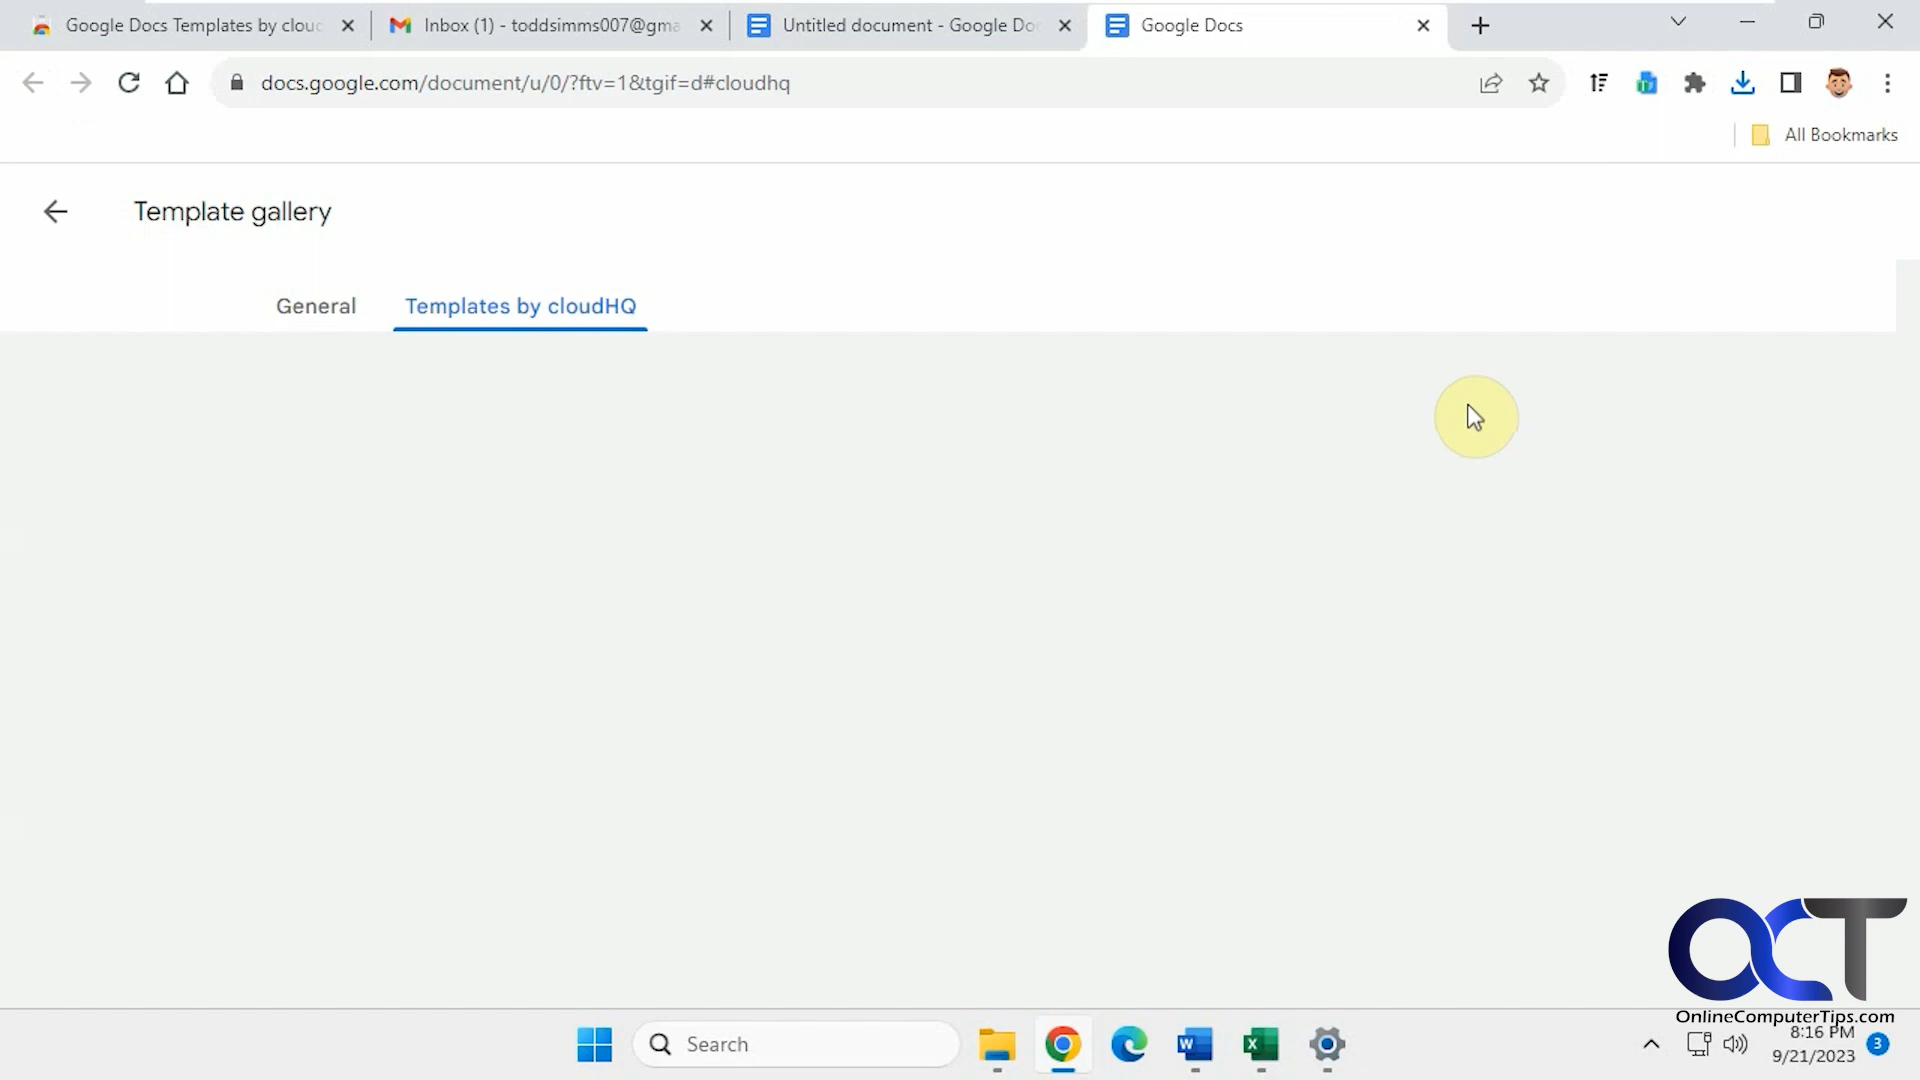 Google Docs Templates by clou
Inbox (1) - toddsimms007@gma
Untitled document - Google Do
Google Docs
docs.google.com/document/u/0/?ftv=1&tgif=d#cloudhq
All Bookmarks
Template gallery
General
Templates by cloudHQ
OCT
OnlineComputerTips.com
Search
W
X
8:16 PM
9/21/2023
3